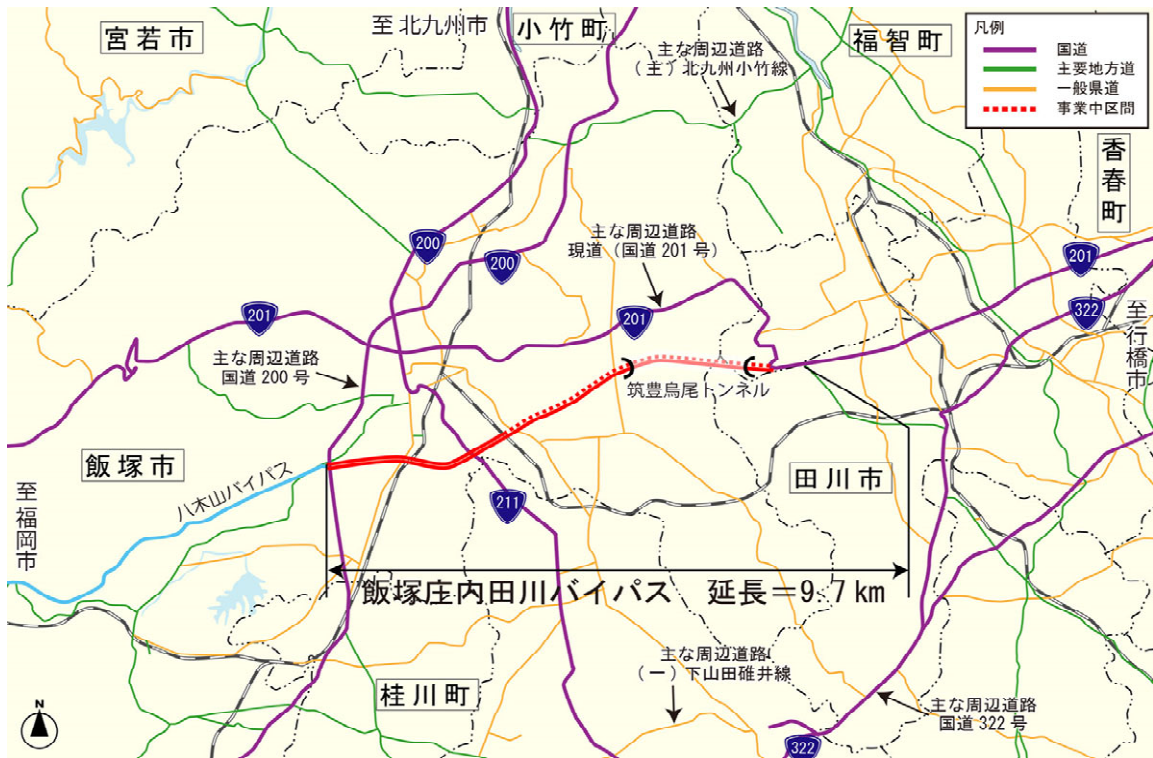 宮若市
至 北九州市
小竹町
主な周辺道路
（主）北九州小竹線
福智町
凡例
国道
主要地方道
一般県道
事業中区間
香春町
200
200
主な周辺道路
現道（国道201号）
201
322
至 行橋市
201
201
主な周辺道路
国道200号
筑豊烏尾トンネル
飯塚市
八木山バイパス
至 福岡市
田川市
211
飯塚庄内田川バイパス 延長＝9.7km
主な周辺道路
（一）下山田碓井線
桂川町
主な周辺道路
国道322号
322
N